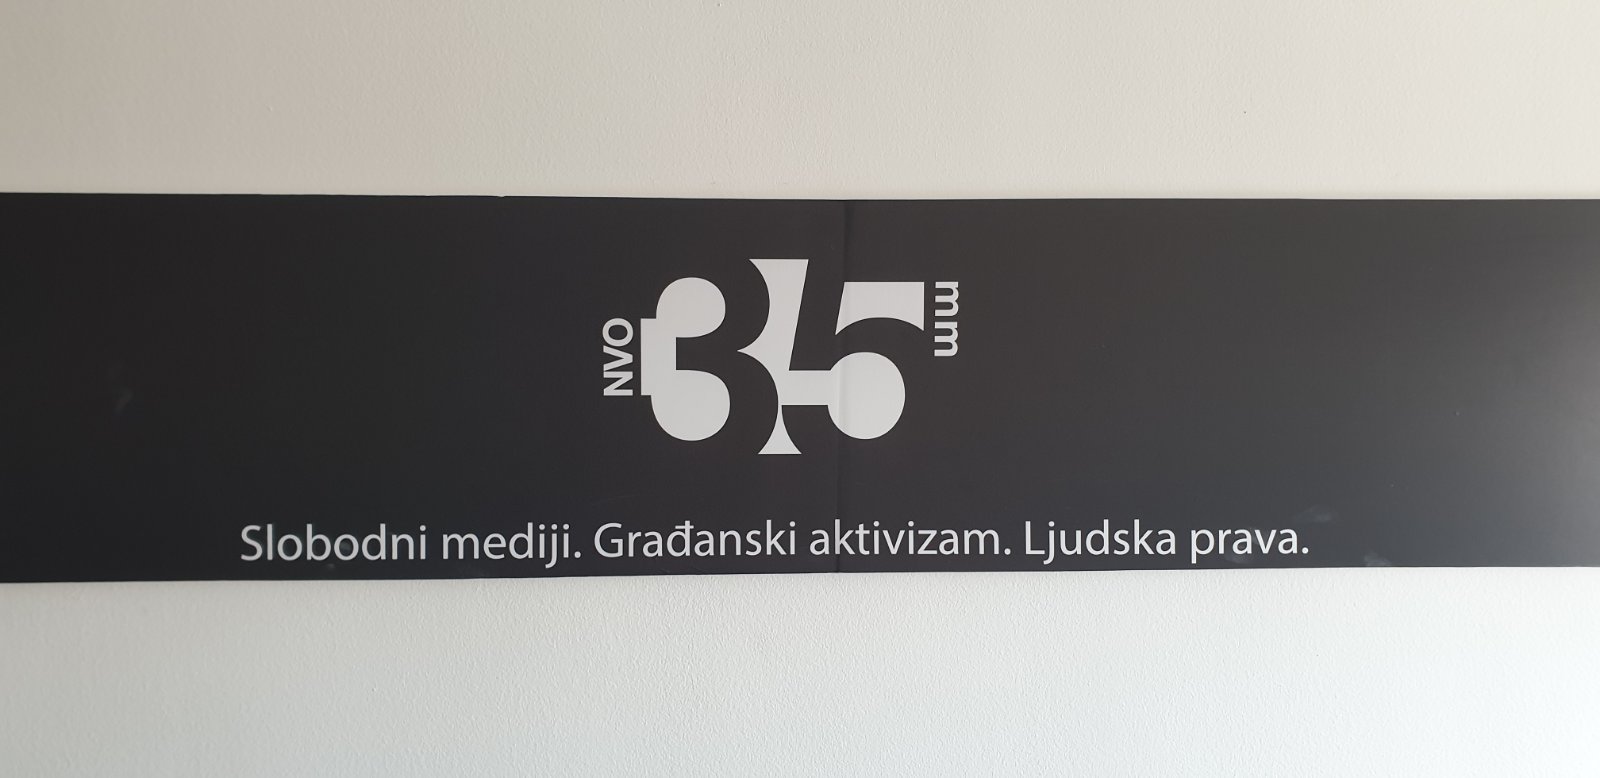 NVO 35 mm
Slobodni mediji. Građanski aktivizam. Ljudska prava.